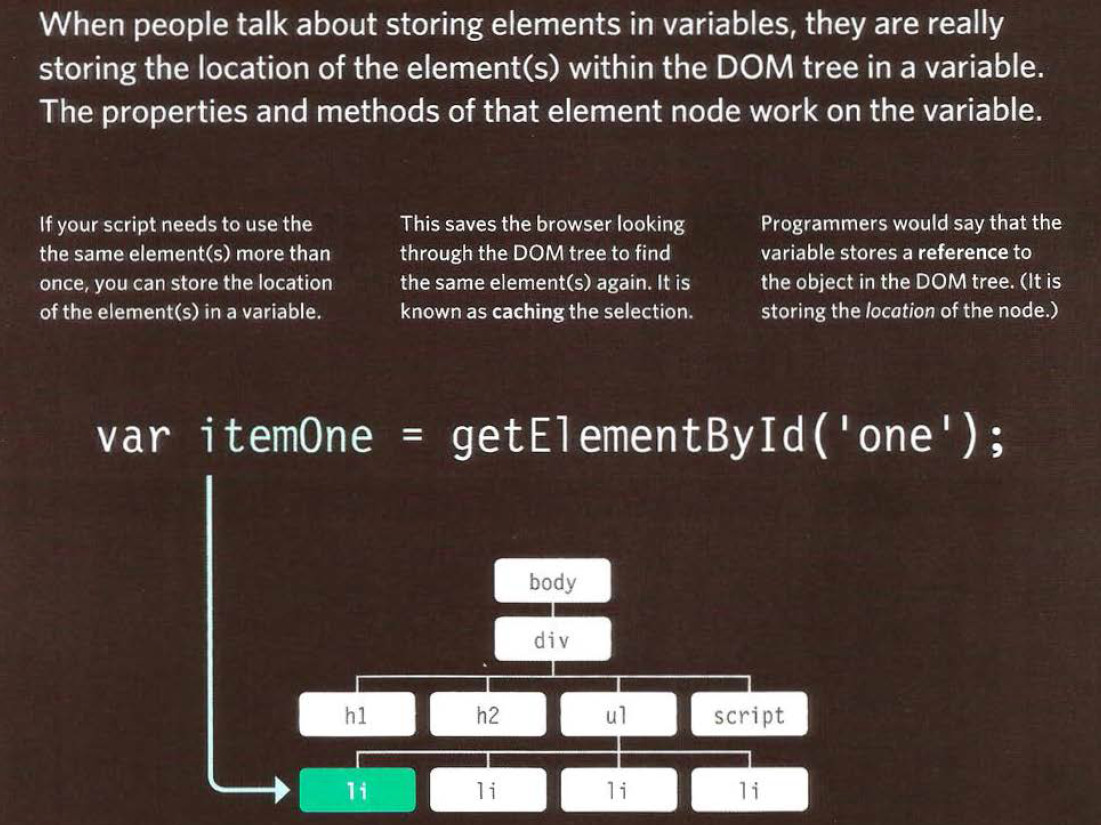 When people talk about storing elements in variables, they are really
storing the location of the element(s) within the DOM tree in a variable.
The properties and methods of that element node work on the variable.
If your script needs to use the
the same element(s) more than
once, you can store the location
of the element(s) in a variable.
This saves the browser looking
through the DOM tree to find
the same element(s) again. It is
known as caching the selection.
Programmers would say that the
variable stores a reference to
the object in the DOM tree. (It is
storing the location of the node.)
var itemOne = getElementById('one');
body
div
h1 h2 ul script
li li li li